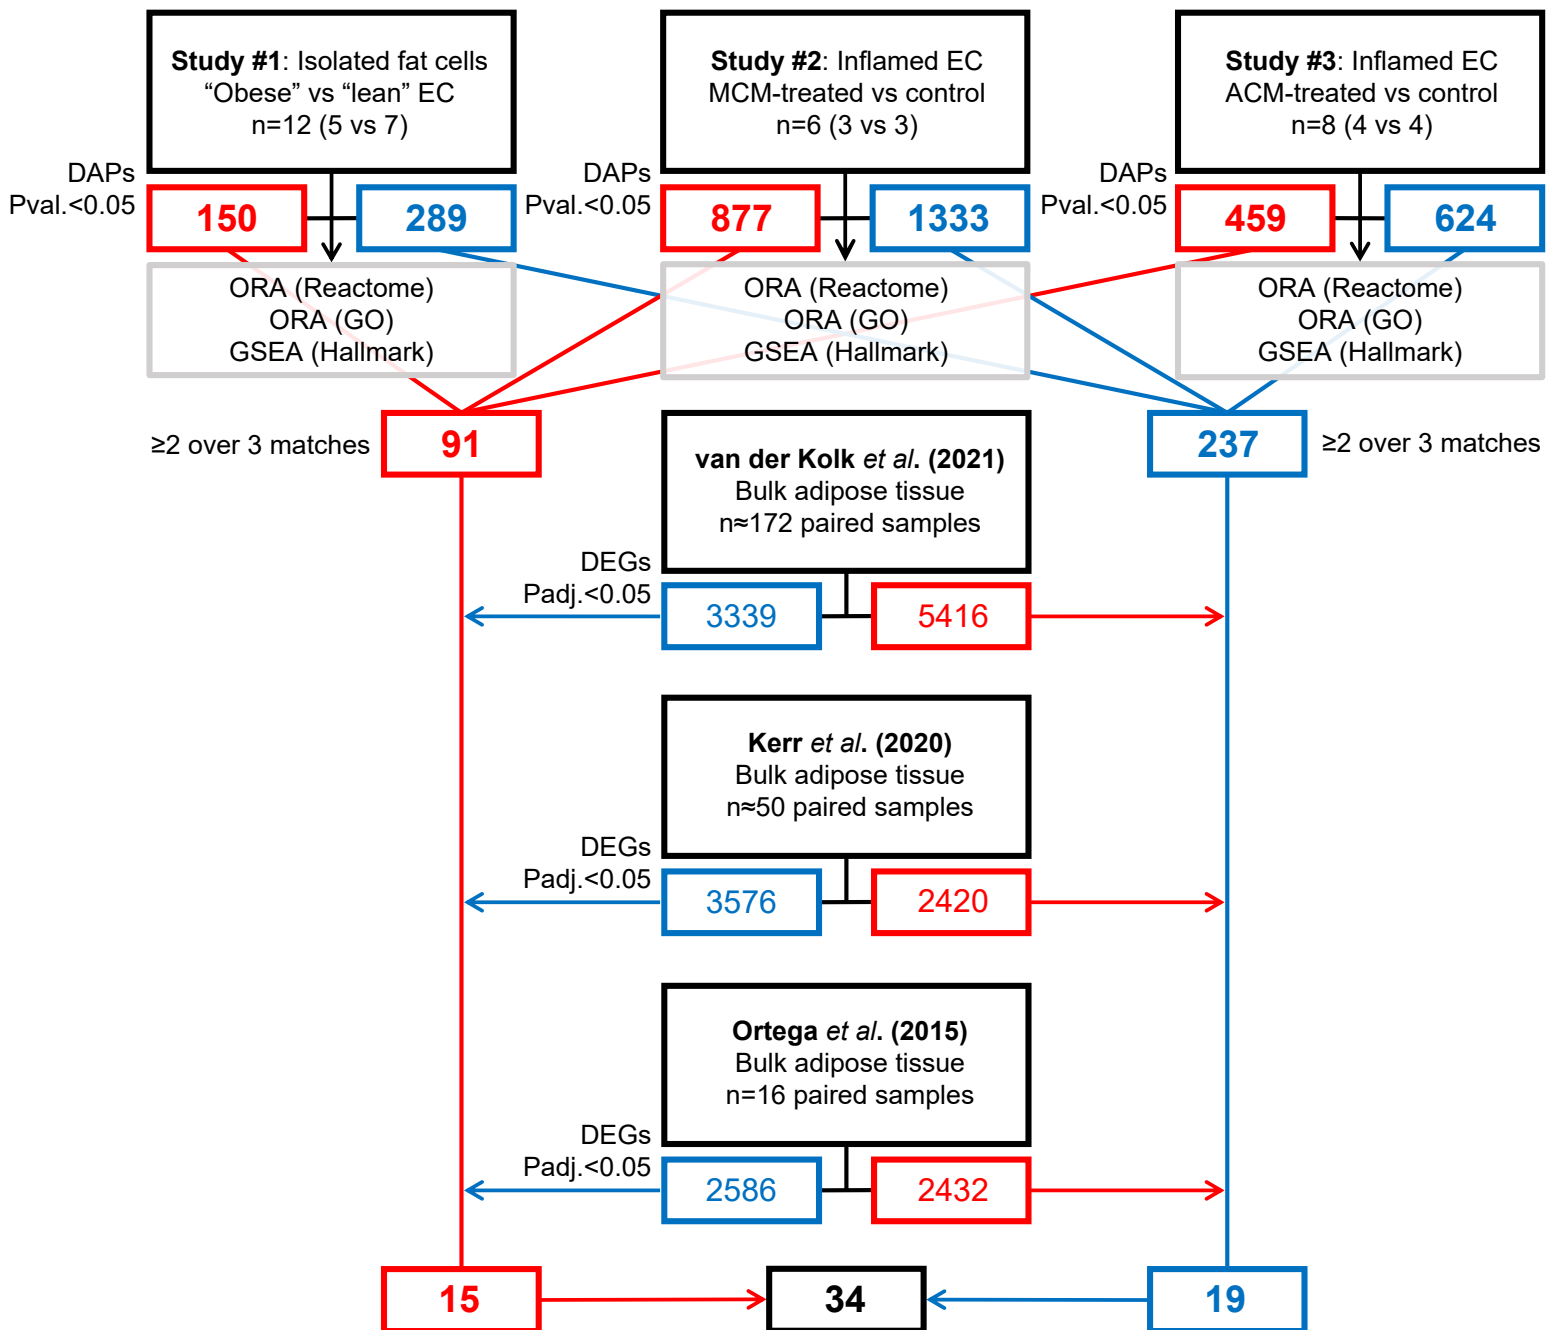 Study #1: Isolated fat cells
“Obese” vs “lean” EC
n=12 (5 vs 7)
Study #2: Inflamed EC
MCM-treated vs control
n=6 (3 vs 3)
Study #3: Inflamed EC
ACM-treated vs control
n=8 (4 vs 4)
DAPs
Pval.<0.05
150
289
DAPs
Pval.<0.05
877
1333
DAPs
Pval.<0.05
459
624
ORA (Reactome)
ORA (GO)
GSEA (Hallmark)
ORA (Reactome)
ORA (GO)
GSEA (Hallmark)
ORA (Reactome)
ORA (GO)
GSEA (Hallmark)
≥2 over 3 matches
91
237
≥2 over 3 matches
van der Kolk et al. (2021)
Bulk adipose tissue
n≈172 paired samples
DEGs
Padj.<0.05
3339
5416
Kerr et al. (2020)
Bulk adipose tissue
n≈50 paired samples
DEGs
Padj.<0.05
3576
2420
Ortega et al. (2015)
Bulk adipose tissue
n=16 paired samples
DEGs
Padj.<0.05
2586
2432
15
34
19